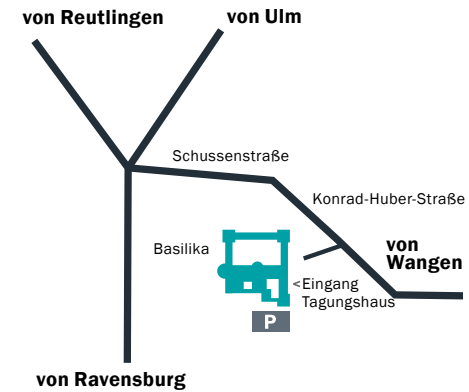 von Reutlingen
von Ulm
Schussenstraße
Konrad-Huber-Straße
Basilika
von
Wangen
<Eingang
Tagungshaus
P
von Ravensburg